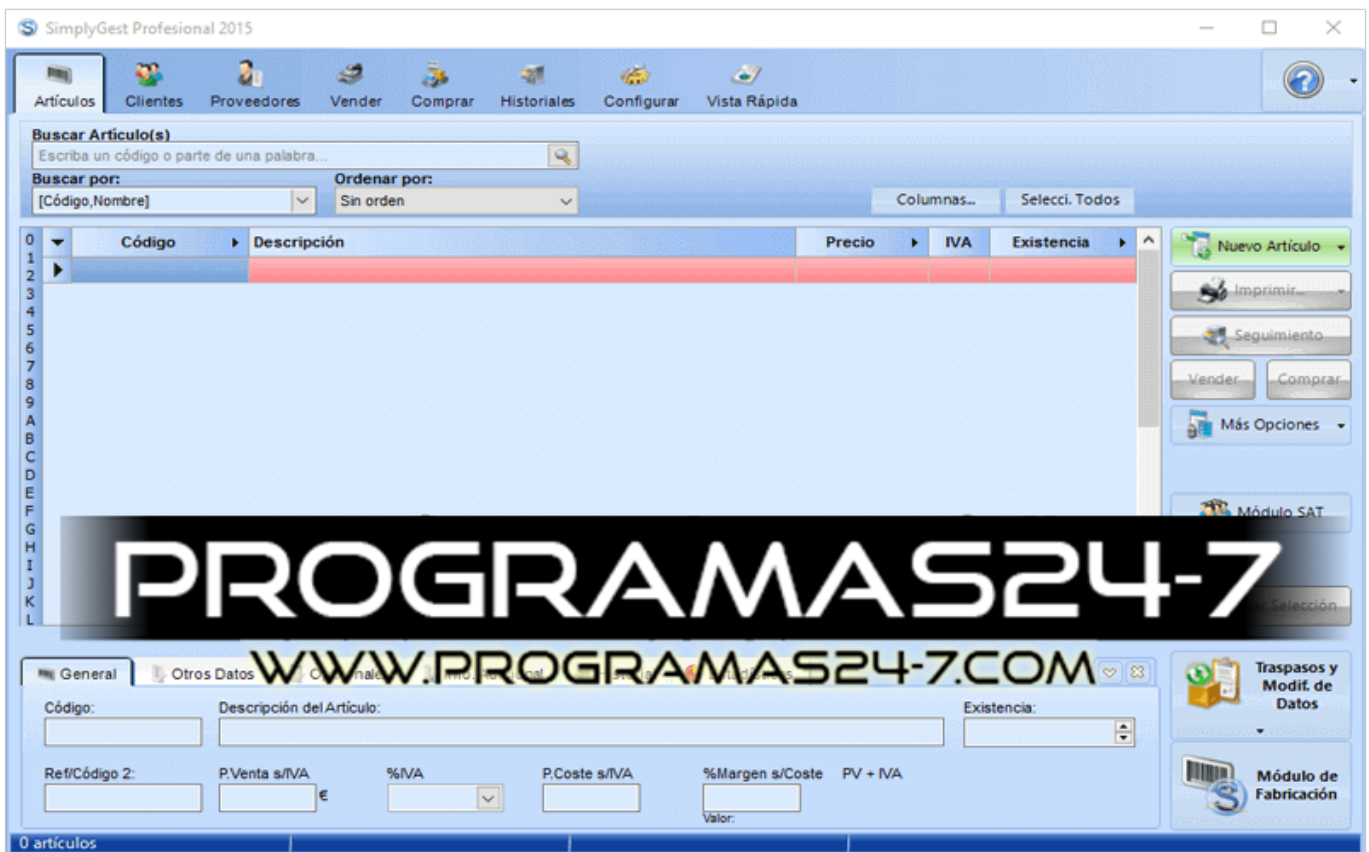 SimplyGest Profesional 2015
Artículos Clientes Proveedores Vender Comprar Historiales Configurar Vista Rápida
Buscar Artículo(s)
Escriba un código o parte de una palabra...
Buscar por: Ordenar por:
[Código,Nombre] Sin orden Columnas... Selecci. Todos
Código Descripción Precio IVA Existencia
0
1
2
3
4
5
6
7
8
9
A
B
C
D
E
F
G
H
I
J
K
L
Nuevo Artículo
Imprimir...
Seguimiento
Vender Comprar
Más Opciones
Módulo SAT
PROGRAMAS24-7
Selección
WWW.PROGRAMAS24-7.COM
General Otros Datos
Código: Descripción del Artículo: Existencia:
Ref/Código 2: P.Venta s/IVA %IVA P.Coste s/IVA %Margen s/Coste PV + IVA
€
Valor:
Traspasos y
Modif. de
Datos
Módulo de
Fabricación
0 artículos